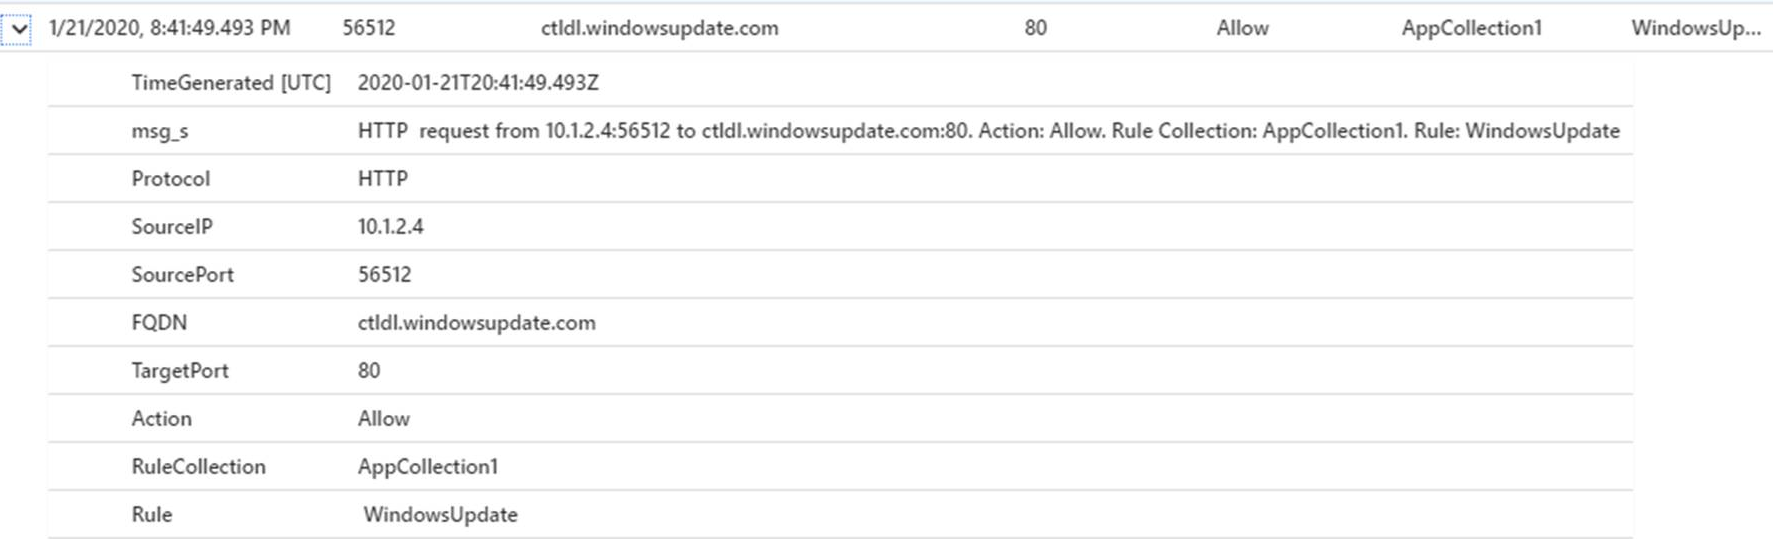 1/21/2020, 8:41:49.493 PM 56512 ctldl.windowsupdate.com 80 Allow AppCollection1 WindowsUp...
TimeGenerated [UTC] 2020-01-21T20:41:49.493Z
msg_s HTTP  request from 10.1.2.4:56512 to ctldl.windowsupdate.com:80. Action: Allow. Rule Collection: AppCollection1. Rule: WindowsUpdate
Protocol HTTP
SourceIP 10.1.2.4
SourcePort 56512
FQDN ctldl.windowsupdate.com
TargetPort 80
Action Allow
RuleCollection AppCollection1
Rule WindowsUpdate